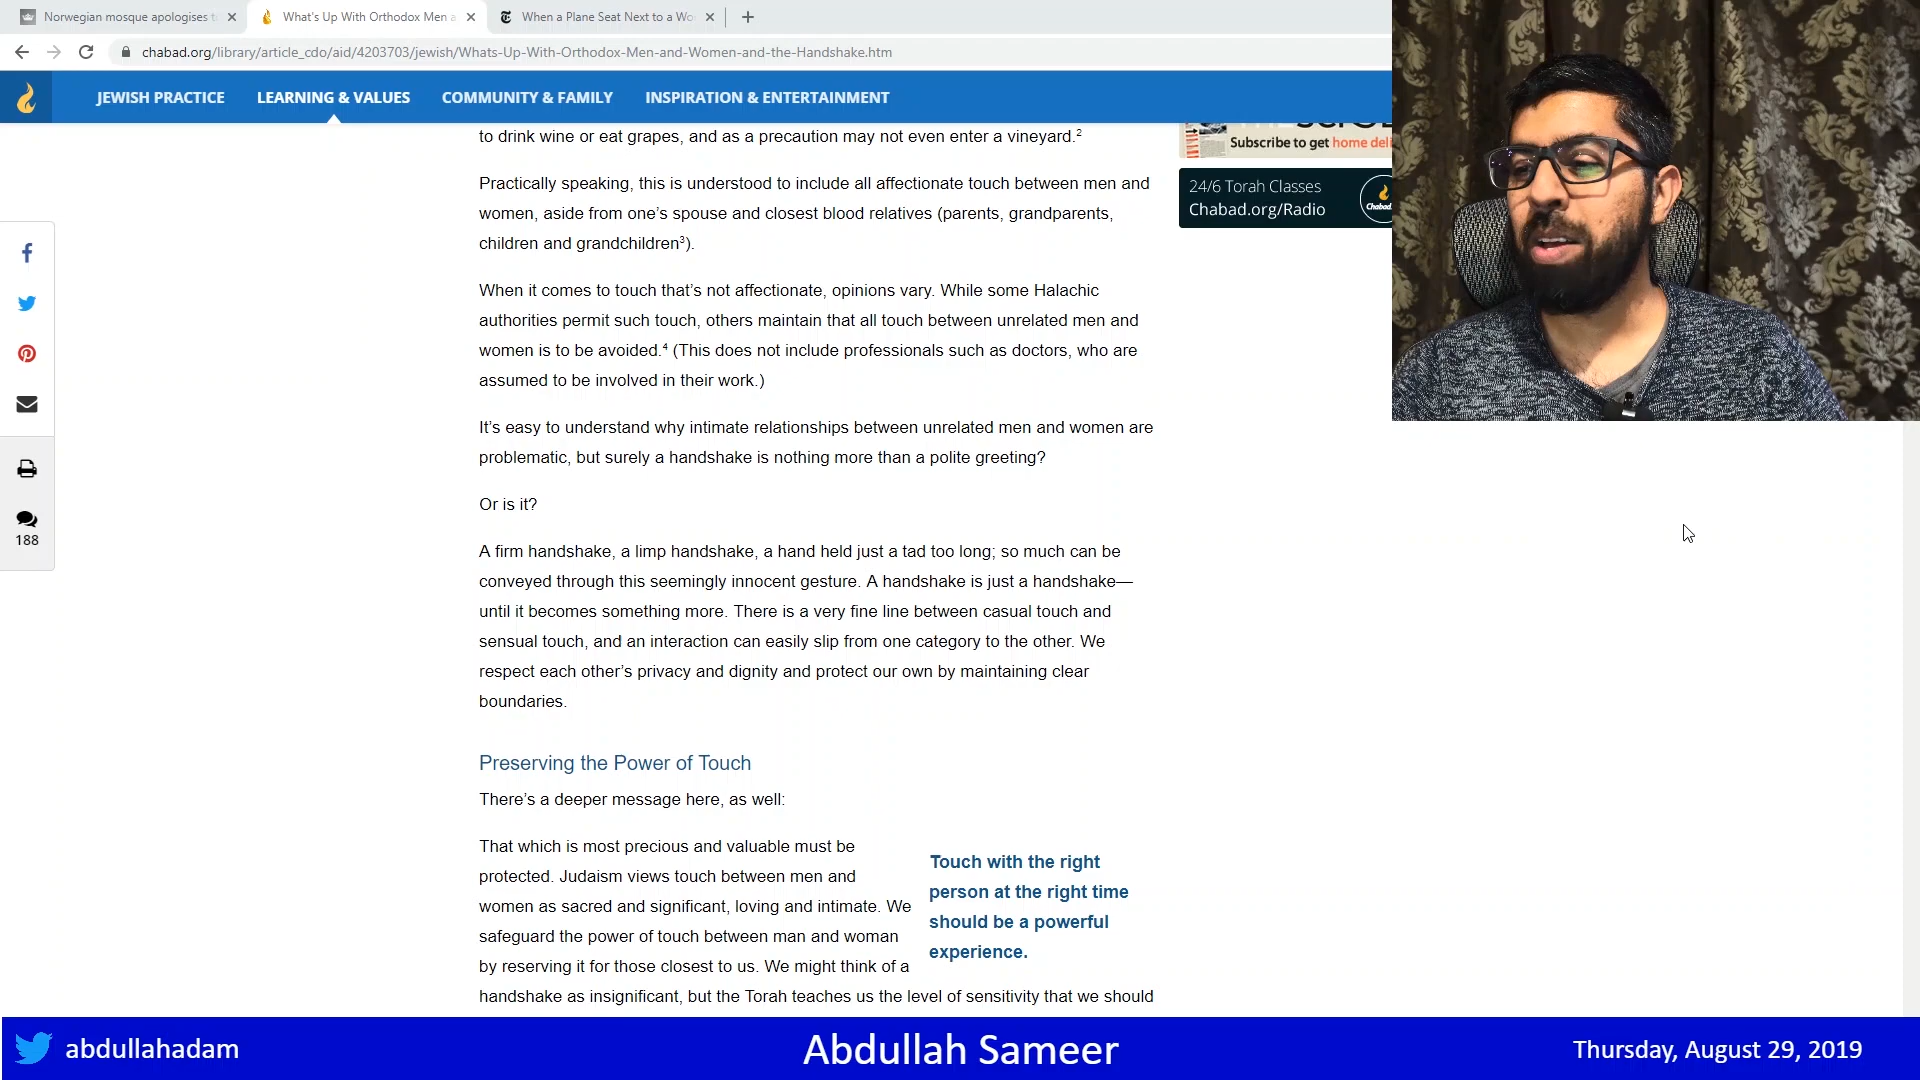 Norwegian mosque apologises t
What's Up With Orthodox Men a
When a Plane Seat Next to a Wo
chabad.org/library/article_cdo/aid/4203703/jewish/Whats-Up-With-Orthodox-Men-and-Women-and-the-Handshake.htm
JEWISH PRACTICE
LEARNING & VALUES
COMMUNITY & FAMILY
INSPIRATION & ENTERTAINMENT
to drink wine or eat grapes, and as a precaution may not even enter a vineyard.2
Practically speaking, this is understood to include all affectionate touch between men and
women, aside from one’s spouse and closest blood relatives (parents, grandparents,
children and grandchildren3).
When it comes to touch that’s not affectionate, opinions vary. While some Halachic
authorities permit such touch, others maintain that all touch between unrelated men and
women is to be avoided.4 (This does not include professionals such as doctors, who are
assumed to be involved in their work.)
It’s easy to understand why intimate relationships between unrelated men and women are
problematic, but surely a handshake is nothing more than a polite greeting?
Or is it?
A firm handshake, a limp handshake, a hand held just a tad too long; so much can be
conveyed through this seemingly innocent gesture. A handshake is just a handshake—
until it becomes something more. There is a very fine line between casual touch and
sensual touch, and an interaction can easily slip from one category to the other. We
respect each other’s privacy and dignity and protect our own by maintaining clear
boundaries.
Preserving the Power of Touch
There’s a deeper message here, as well:
That which is most precious and valuable must be
protected. Judaism views touch between men and
women as sacred and significant, loving and intimate. We
safeguard the power of touch between man and woman
by reserving it for those closest to us. We might think of a
handshake as insignificant, but the Torah teaches us the level of sensitivity that we should
Touch with the right
person at the right time
should be a powerful
experience.
Subscribe to get home deli
24/6 Torah Classes
Chabad.org/Radio
Chabad.
188
abdullahadam
Abdullah Sameer
Thursday, August 29, 2019